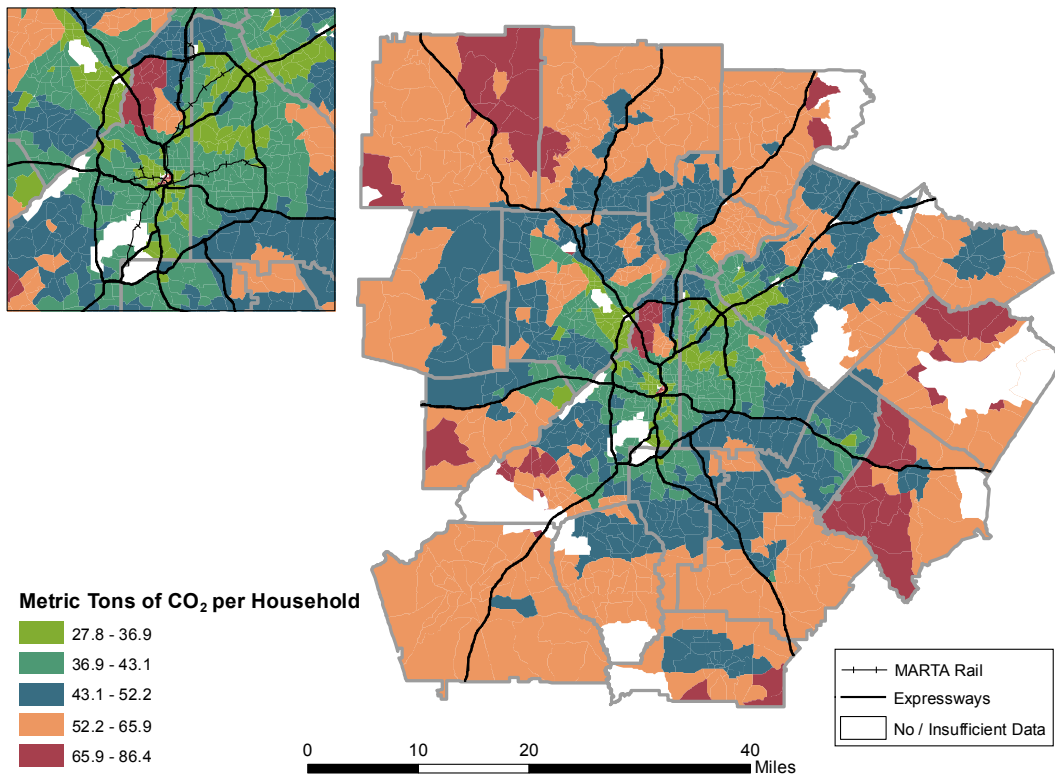 Metric Tons of CO₂ per Household
27.8 - 36.9
36.9 - 43.1
43.1 - 52.2
52.2 - 65.9
65.9 - 86.4
MARTA Rail
Expressways
No / Insufficient Data
0 10 20 40
Miles